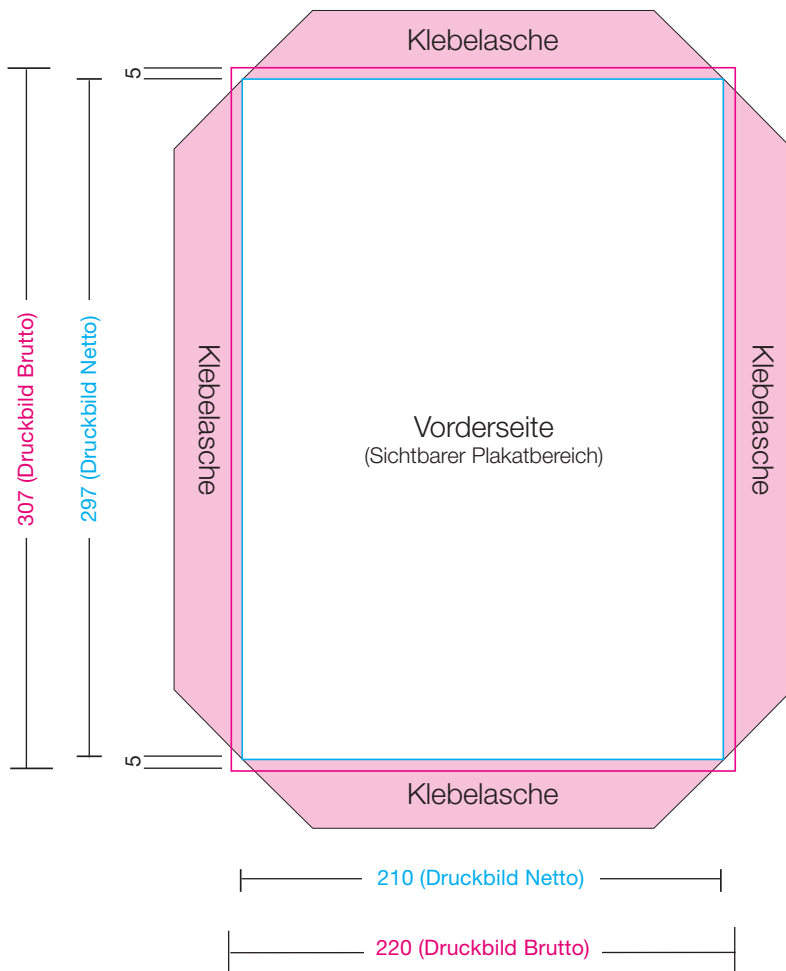 Klebelasche
5
307 (Druckbild Brutto)
297 (Druckbild Netto)
Klebelasche
Vorderseite
(Sichtbarer Plakatbereich)
Klebelasche
5
Klebelasche
210 (Druckbild Netto)
220 (Druckbild Brutto)